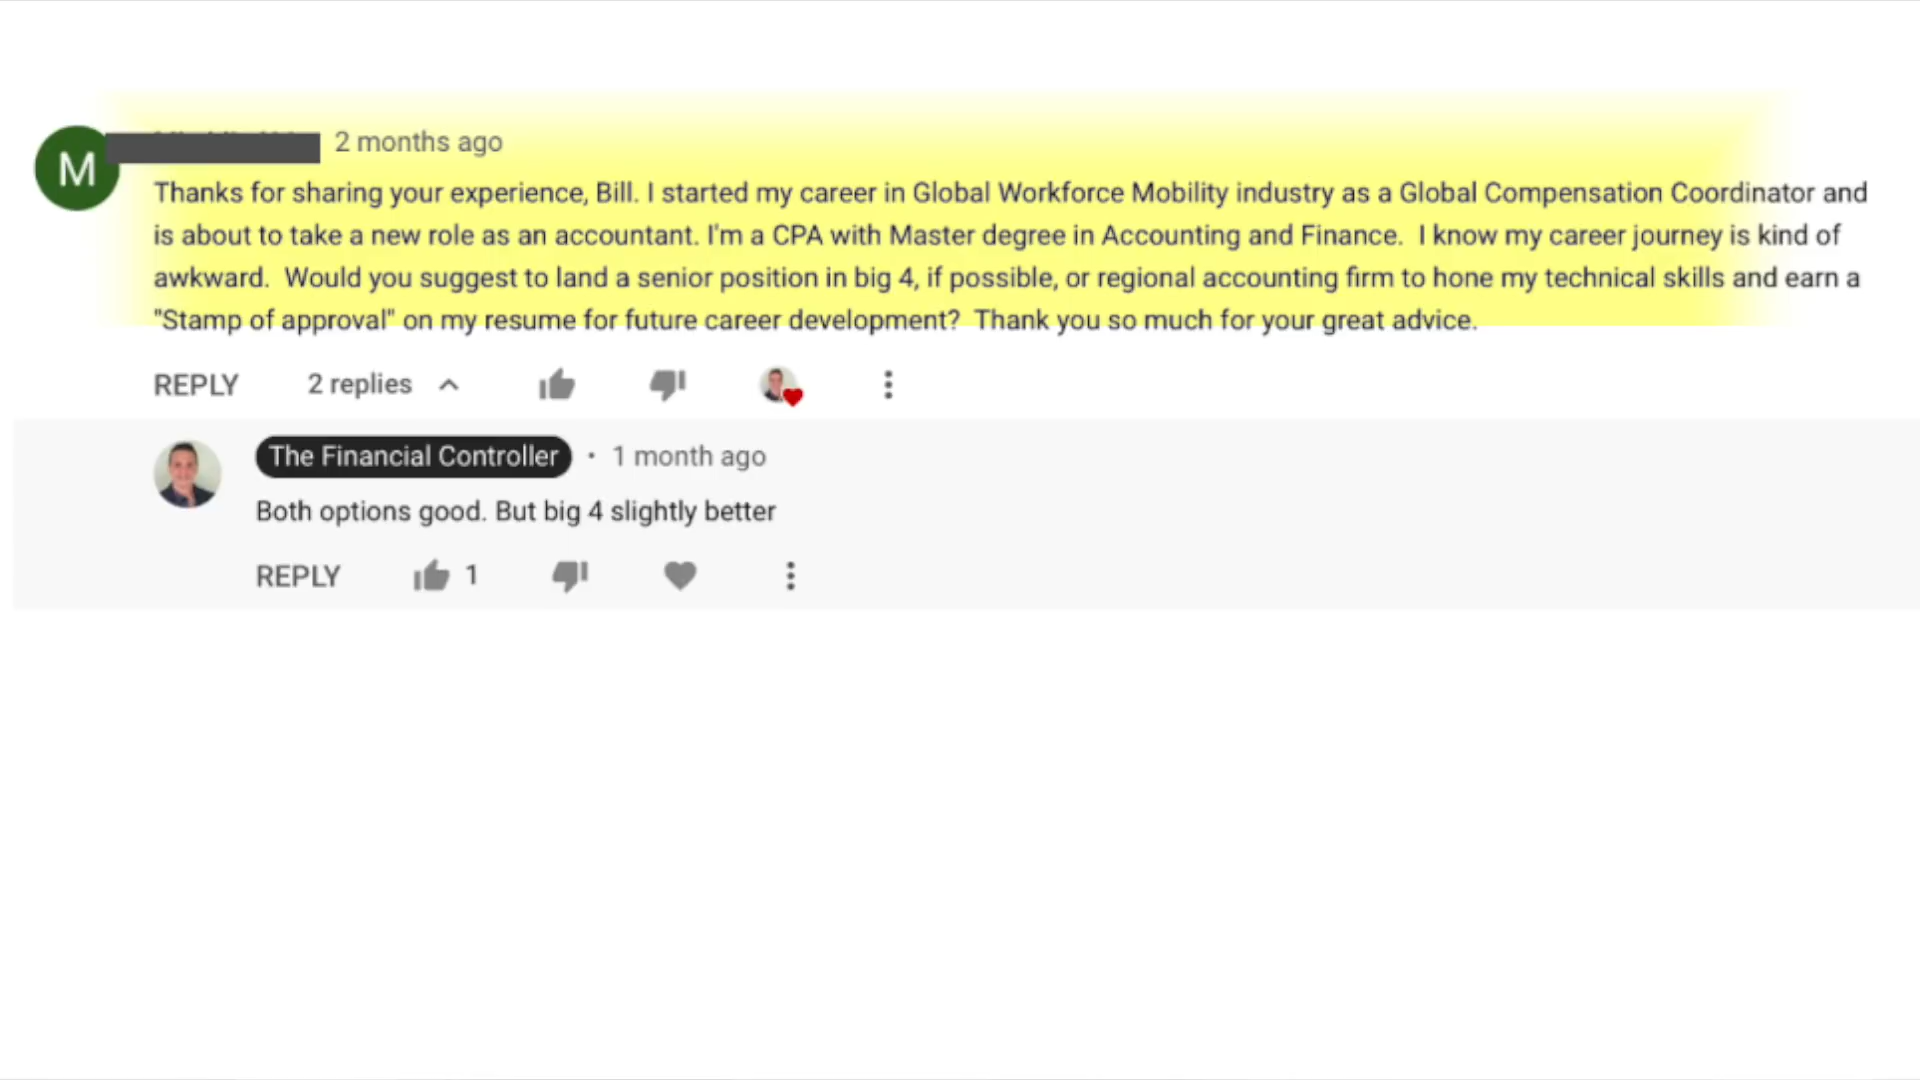 M
2 months ago
Thanks for sharing your experience, Bill. I started my career in Global Workforce Mobility industry as a Global Compensation Coordinator and
is about to take a new role as an accountant. I'm a CPA with Master degree in Accounting and Finance.  I know my career journey is kind of
awkward.  Would you suggest to land a senior position in big 4, if possible, or regional accounting firm to hone my technical skills and earn a
"Stamp of approval" on my resume for future career development?  Thank you so much for your great advice.
REPLY 2 replies
The Financial Controller • 1 month ago
Both options good. But big 4 slightly better
REPLY 1